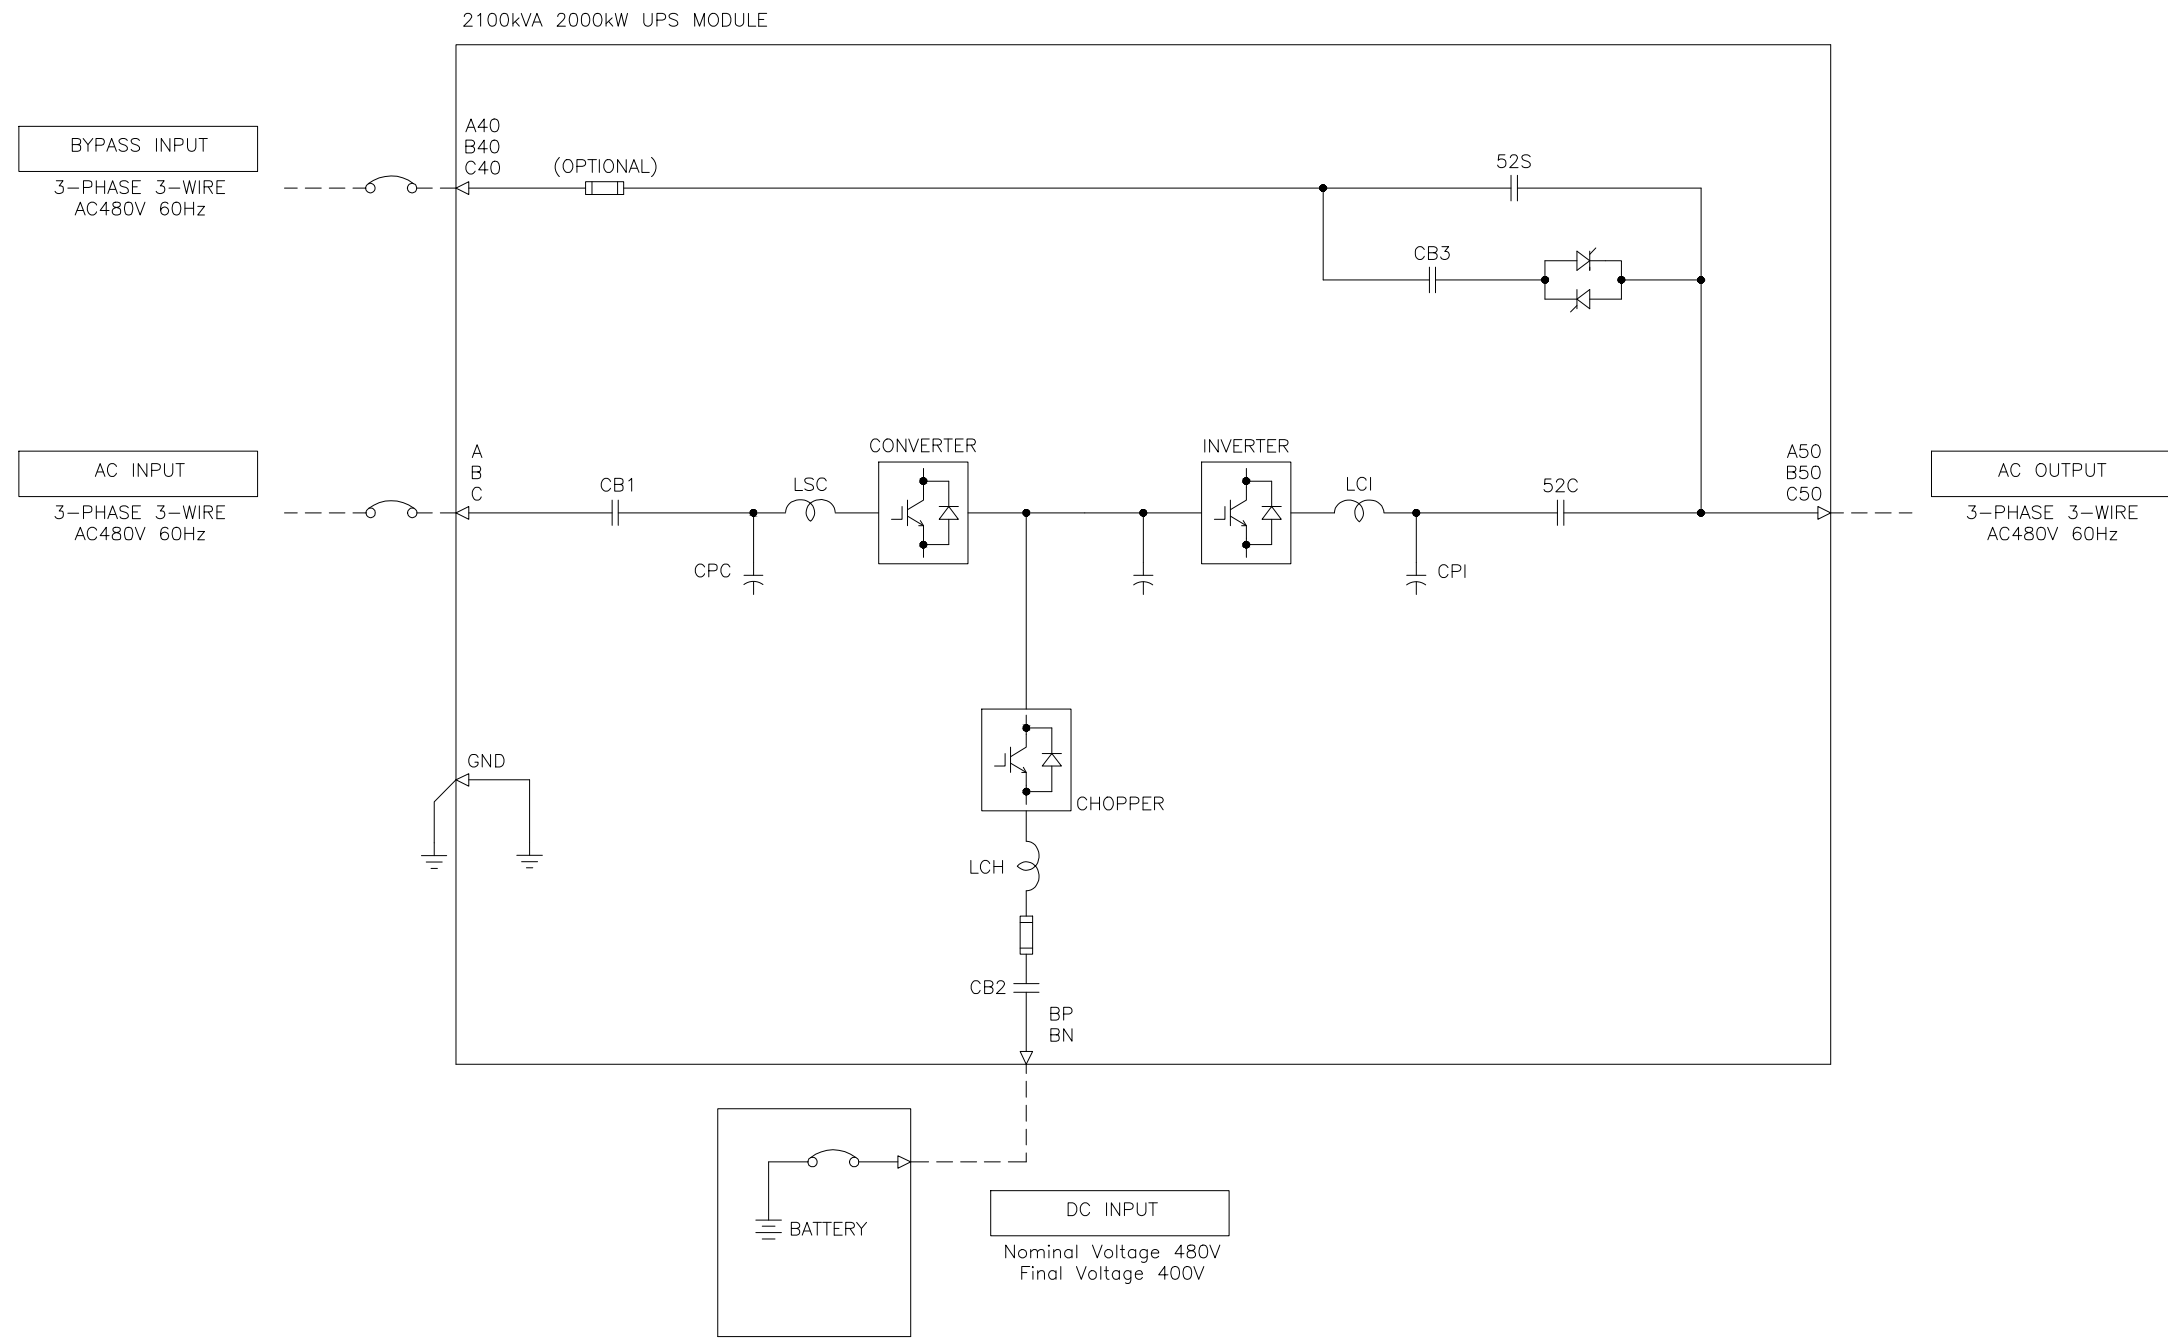 2100kVA 2000kW UPS MODULE
BYPASS INPUT
3-PHASE 3-WIRE
AC480V 60Hz
A40
B40
C40
(OPTIONAL)
52S
CB3
AC INPUT
3-PHASE 3-WIRE
AC480V 60Hz
A
B
C
CB1
CPC
LSC
CONVERTER
INVERTER
LCI
CPI
52C
A50
B50
C50
AC OUTPUT
3-PHASE 3-WIRE
AC480V 60Hz
GND
CHOPPER
LCH
CB2
BP
BN
BATTERY
DC INPUT
Nominal Voltage 480V
Final Voltage 400V